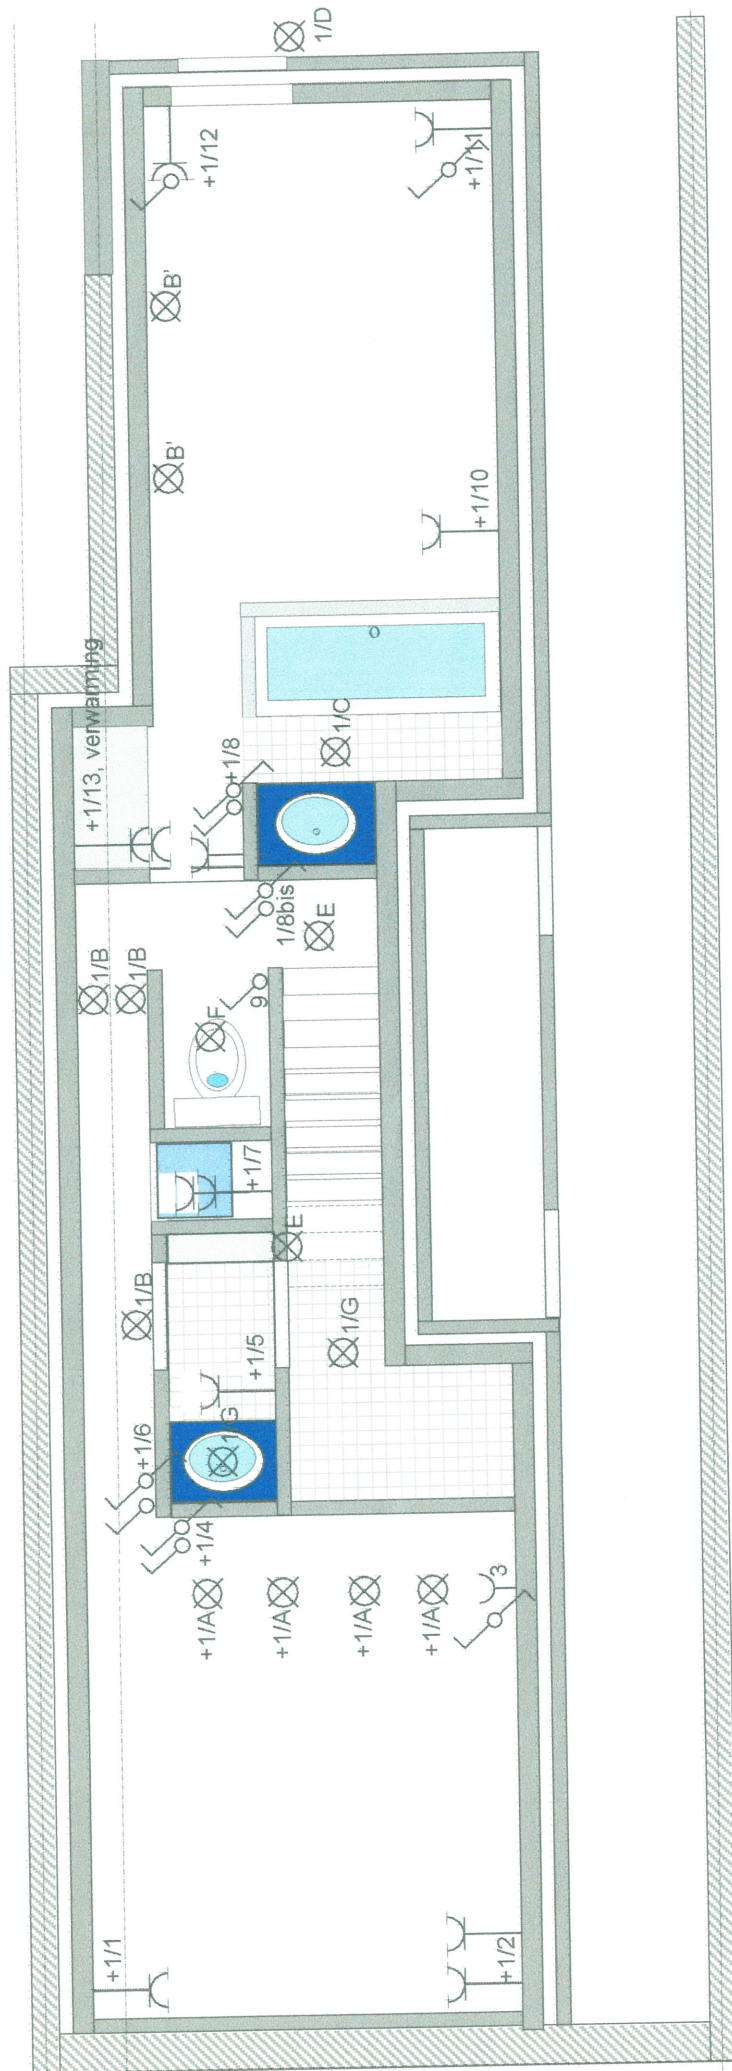 1/D
+1/12
+1/11
B'
B'
+1/10
+1/13, verwarming
+1/8
1/C
1/8bis
E
1/B
1/B
9
F
+1/7
E
1/B
1/G
+1/5
+1/6
1/G
+1/4
+1/A
+1/A
+1/A
+1/A
3
+1/1
+1/2